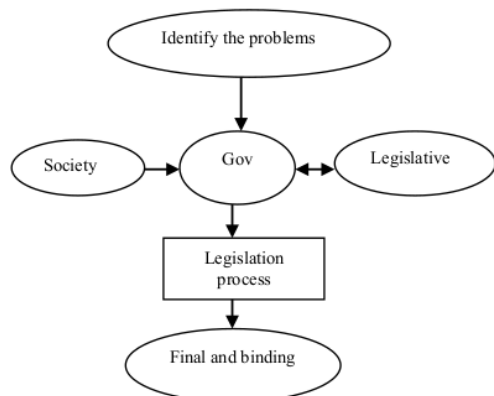 Identify the problems
Society
Gov
Legislative
Legislation
process
Final and binding